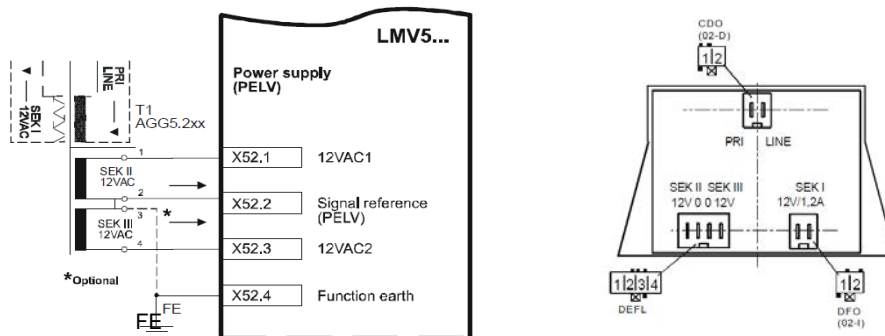 LMV5...
Power supply
(PELV)
PRI
LINE
SEK I
12VAC
T1
AGG5.2xx
1
X52.1
12VAC1
SEK II
12VAC
2
X52.2
Signal reference
(PELV)
3
*
SEK III
12VAC
4
X52.3
12VAC2
*Optional
FE
X52.4
Function earth
FE
CDO
(02-D)
1 2
PRI LINE
SEK II SEK III
12V 0 0 12V
SEK I
12V/1,2A
1 2 3 4
DEFL
1 2
DFO
(02-I)